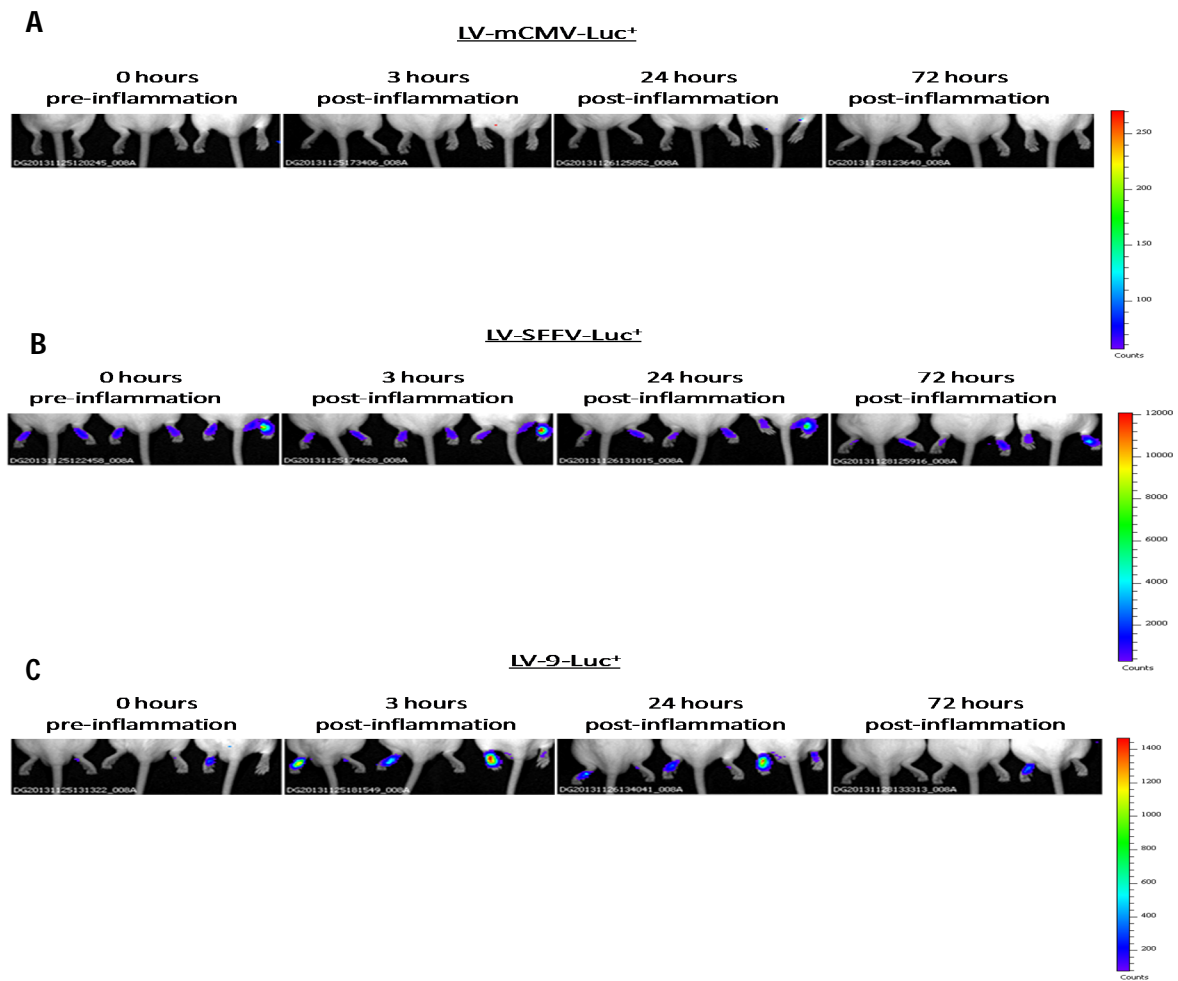 A
LV-mCMV-Luc⁺
0 hours
pre-inflammation
3 hours
post-inflammation
24 hours
post-inflammation
72 hours
post-inflammation
DG20131125120245_008A
DG20131125173406_008A
DG20131126125852_008A
DG20131128123640_008A
250
200
150
100
Counts
B
LV-SFFV-Luc⁺
0 hours
pre-inflammation
3 hours
post-inflammation
24 hours
post-inflammation
72 hours
post-inflammation
DG20131125122458_008A
DG20131125174628_008A
DG20131126131015_008A
DG20131128125916_008A
12000
10000
8000
6000
4000
2000
Counts
C
LV-9-Luc⁺
0 hours
pre-inflammation
3 hours
post-inflammation
24 hours
post-inflammation
72 hours
post-inflammation
DG20131125131322_008A
DG20131125181549_008A
DG20131126134041_008A
DG20131128133313_008A
1400
1200
1000
800
600
400
200
Counts